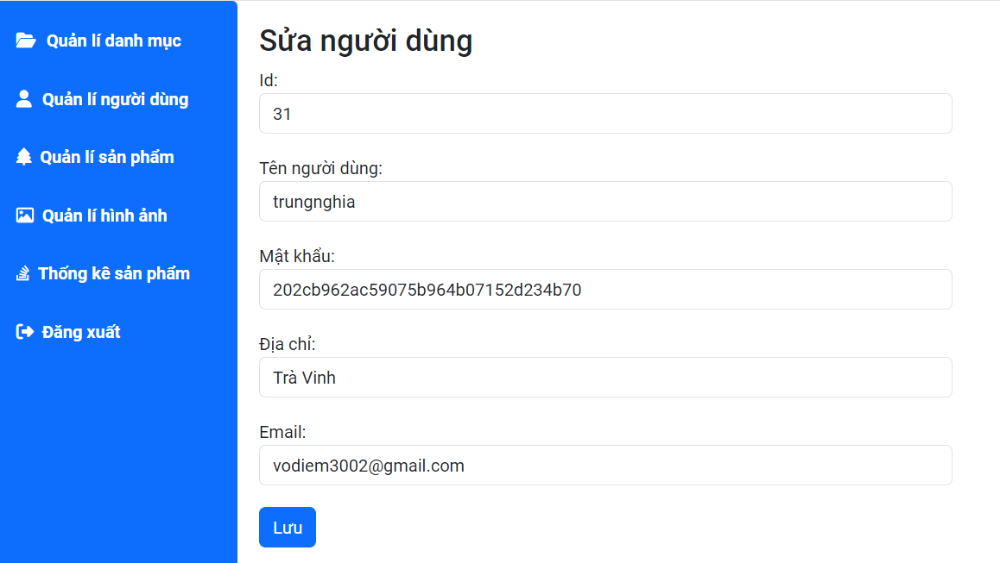 Quản lí danh mục
Quản lí người dùng
Quản lí sản phẩm
Quản lí hình ảnh
Thống kê sản phẩm
Đăng xuất
Sửa người dùng
Id:
31
Tên người dùng:
trungnghia
Mật khẩu:
202cb962ac59075b964b07152d234b70
Địa chỉ:
Trà Vinh
Email:
vodiem3002@gmail.com
Lưu